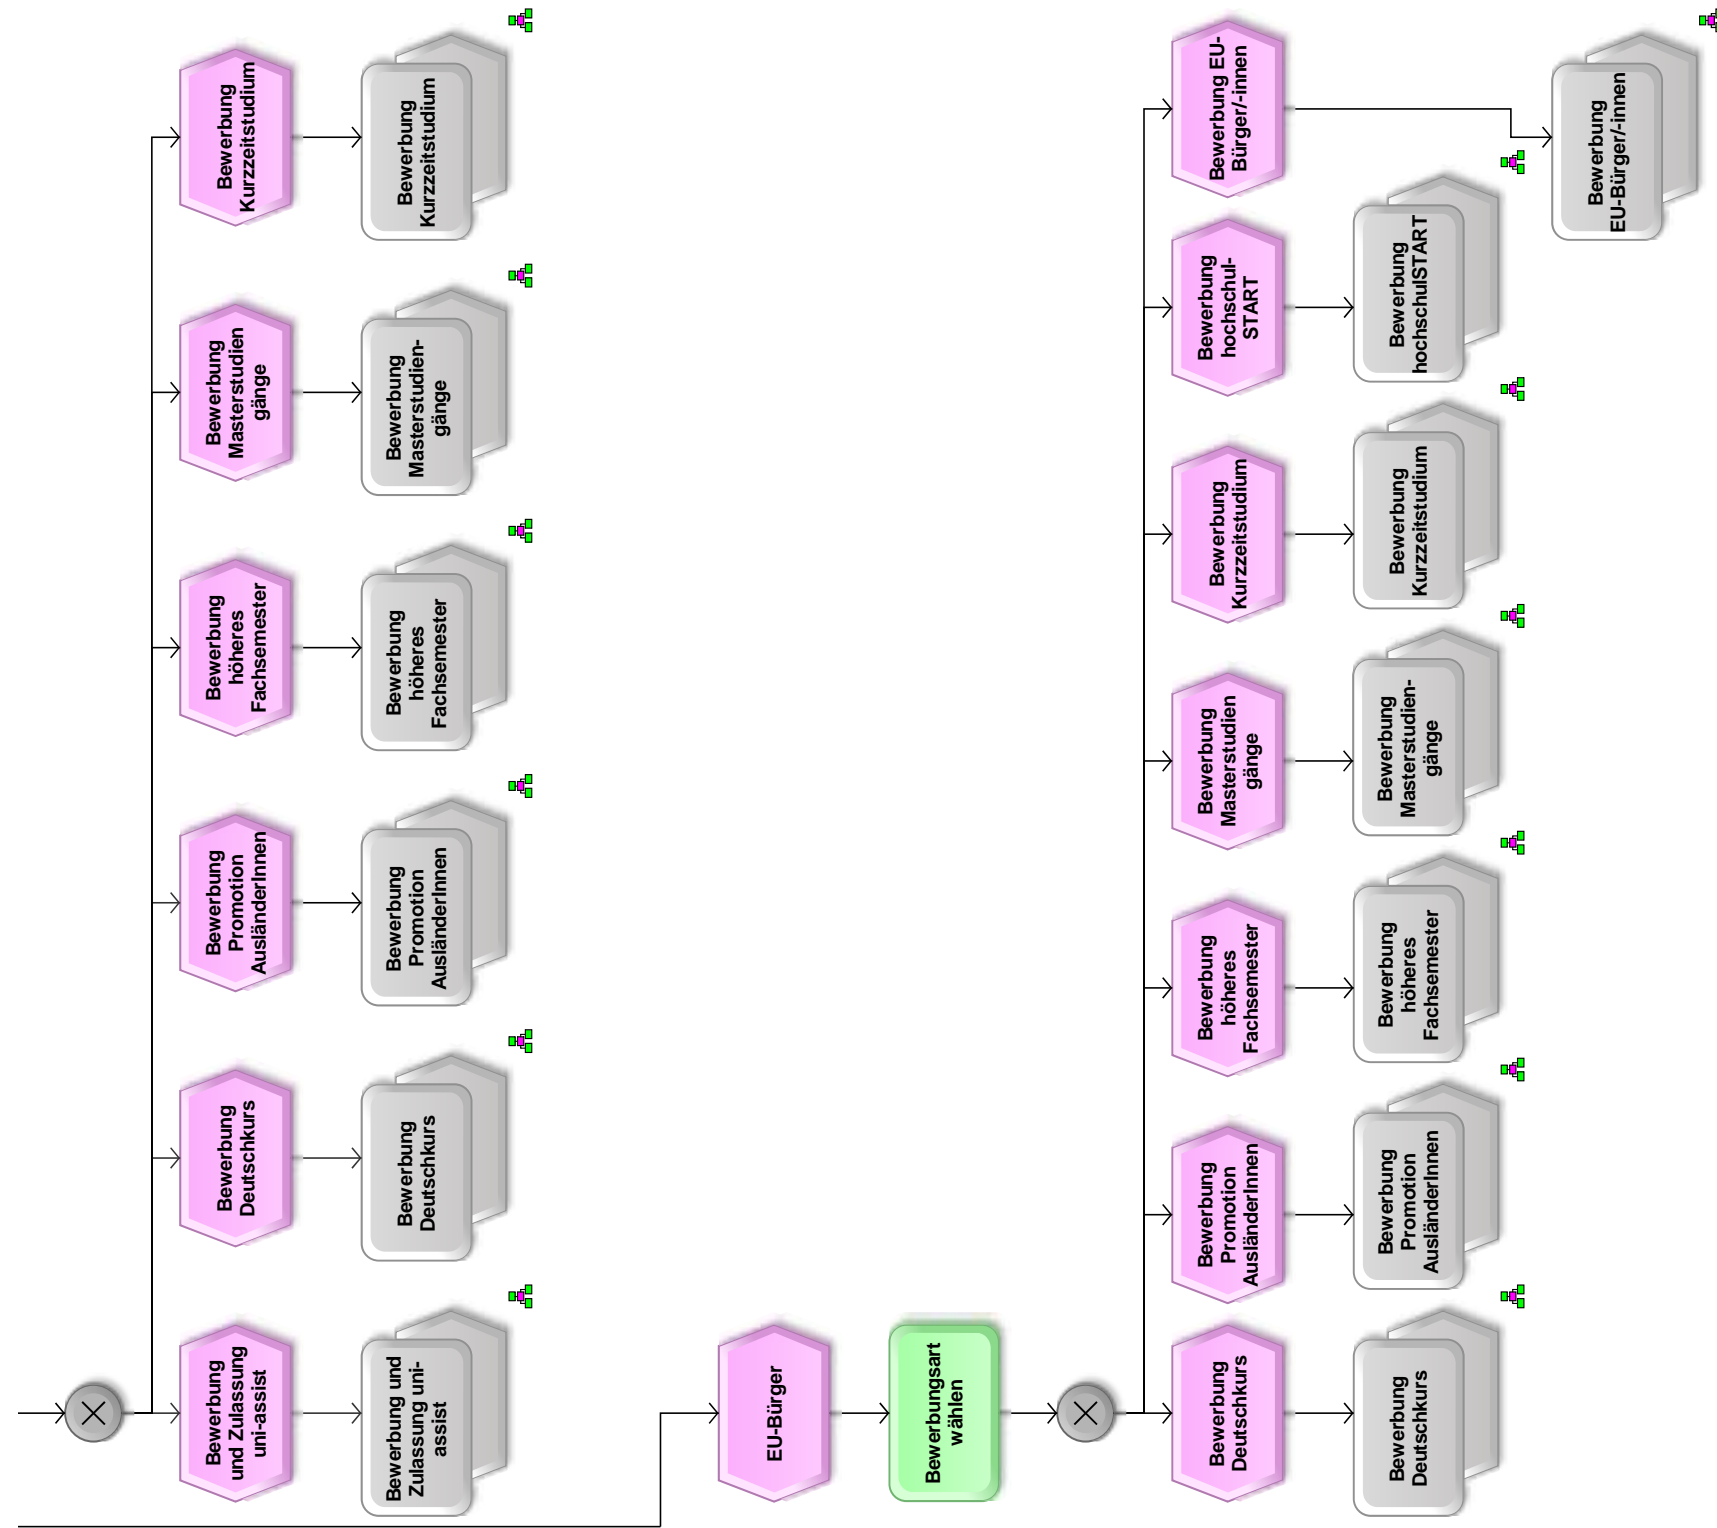 Bewerbung
und Zulassung
uni-assist
Bewerbung
Deutschkurs
Bewerbung
Promotion
AusländerInnen
Bewerbung
höheres
Fachsemester
Bewerbung
Masterstudien
gänge
Bewerbung
Kurzzeitstudium
Bewerbung und
Zulassung uni-
assist
Bewerbung
Deutschkurs
Bewerbung
Promotion
AusländerInnen
Bewerbung
höheres
Fachsemester
Bewerbung
Masterstudien-
gänge
Bewerbung
Kurzzeitstudium
EU-Bürger
Bewerbungsart
wählen
Bewerbung
Deutschkurs
Bewerbung
Promotion
AusländerInnen
Bewerbung
höheres
Fachsemester
Bewerbung
Masterstudien
gänge
Bewerbung
Kurzzeitstudium
Bewerbung
hochschul-
START
Bewerbung EU-
Bürger/-innen
Bewerbung
Deutschkurs
Bewerbung
Promotion
AusländerInnen
Bewerbung
höheres
Fachsemester
Bewerbung
Masterstudien-
gänge
Bewerbung
Kurzzeitstudium
Bewerbung
hochschulSTART
Bewerbung
EU-Bürger/-innen